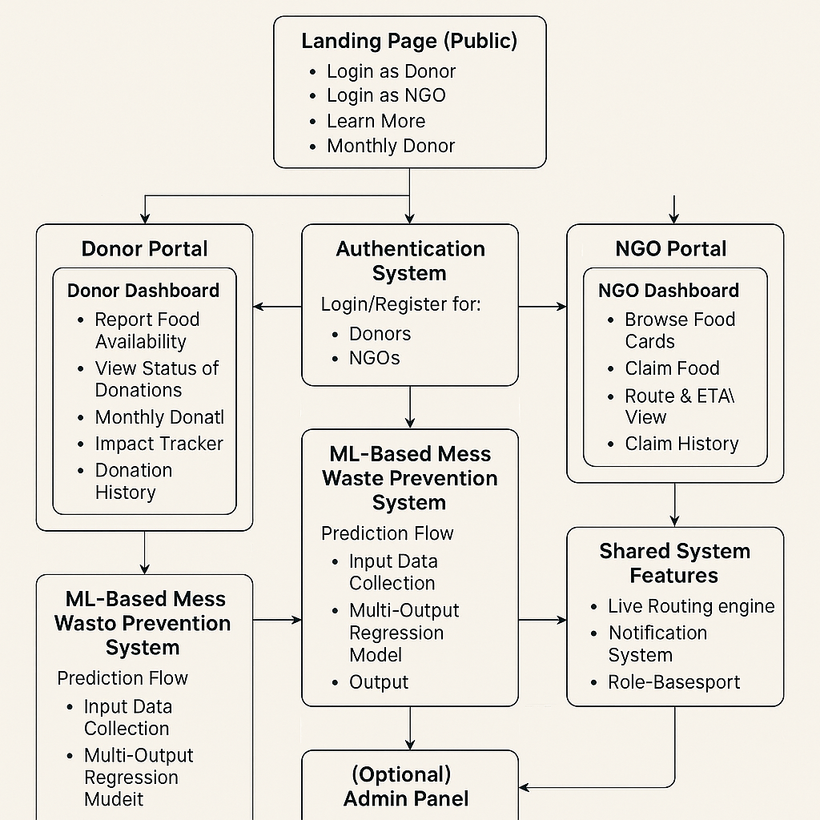 Landing Page (Public)
• Login as Donor
• Login as NGO
• Learn More
• Monthly Donor
Donor Portal
Donor Dashboard
• Report Food
Availability
• View Status of
Donations
• Monthly Donatl
• Impact Tracker
• Donation
History
Authentication
System
Login/Register for:
• Donors
• NGOs
NGO Portal
NGO Dashboard
• Browse Food
Cards
• Claim Food
• Route & ETA\
View
• Claim History
ML-Based Mess
Waste Prevention
System
Prediction Flow
• Input Data
Collection
• Multi-Output
Regression
Model
• Output
Shared System
Features
• Live Routing engine
• Notification
System
• Role-Basesport
ML-Based Mess
Wasto Prevention
System
Prediction Flow
• Input Data
Collection
• Multi-Output
Regression
Mudeit
(Optional)
Admin Panel